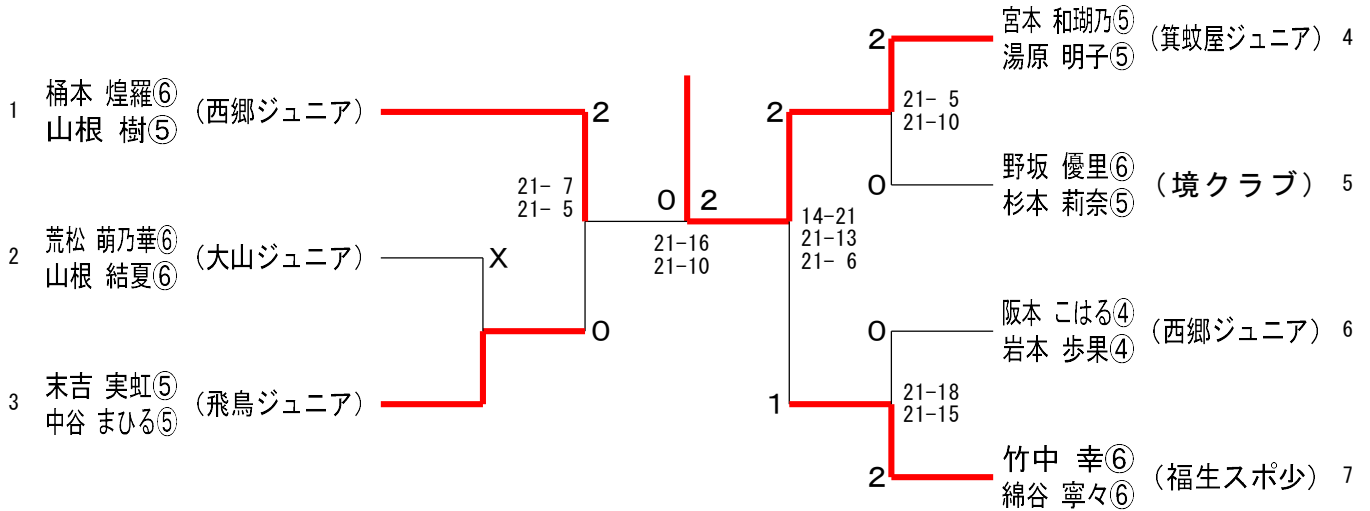 1 桶本 煌羅⑥ (西郷ジュニア) 2
山根 樹⑤
21- 7
21- 5
2 荒松 萌乃華⑥ (大山ジュニア) X
山根 結夏⑥
0
3 末吉 実虹⑤ (飛鳥ジュニア)
中谷 まひる⑤
0 2
21-16
21-10
2 宮本 和瑚乃⑤ (箕蚊屋ジュニア) 4
湯原 明子⑤
2
21- 5
21-10
0 野坂 優里⑥ (境クラブ) 5
杉本 莉奈⑤
14-21
21-13
21- 6
0 阪本 こはる④ (西郷ジュニア) 6
岩本 歩果④
1
21-18
21-15
2 竹中 幸⑥ (福生スポ少) 7
綿谷 寧々⑥